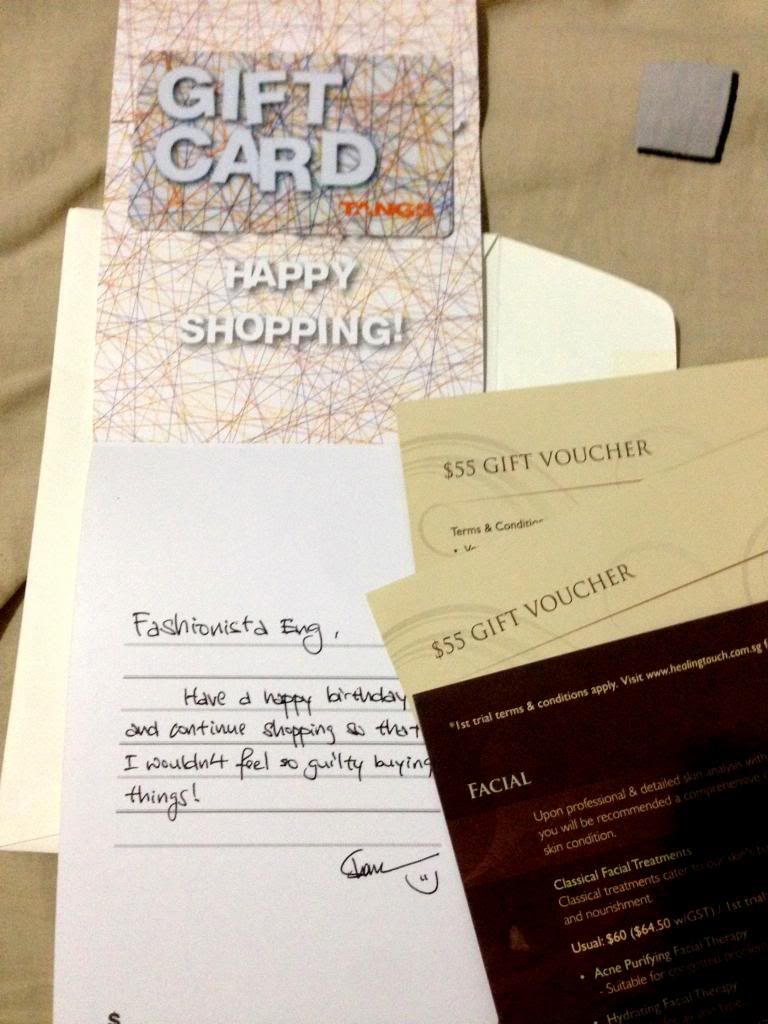 GIFT
CARD
TANGS
HAPPY
SHOPPING!
$55 GIFT VOUCHER
Terms &
$55 GIFT VOUCHER
*1st trial terms & conditions apply. Visit www.healingtouch.com.sg
FACIAL
Upon professional & detailed skin analysis with
you will be recommended a comprehensive
skin condition.
Classical Facial Treatments
Classical treatments cater to our skin's
and nourishment.
Usual: $60 ($64.50 w/GST) / 1st trial
• Acne Purifying Facial Therapy
- Suitable for congested
• Hydrating Facial Therapy
Fashionista Eng,
Have a happy birthday
and continue shopping so that
I wouldn't feel so guilty buying
things!
$